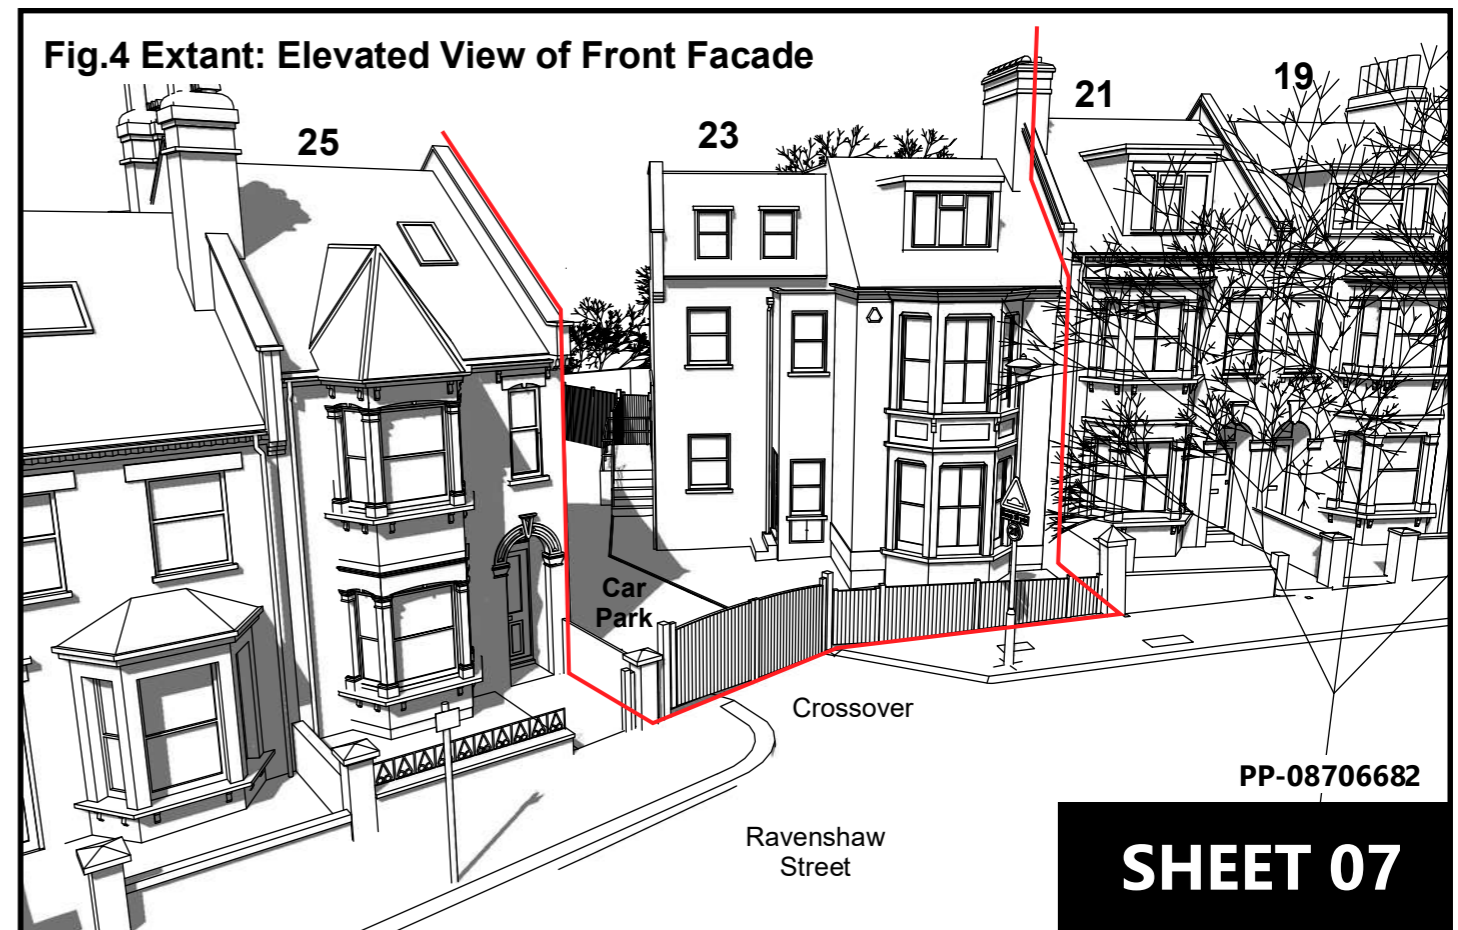 Fig.4 Extant: Elevated View of Front Facade
25
23
21
19
Car
Park
Crossover
Ravenshaw
Street
PP-08706682
SHEET 07